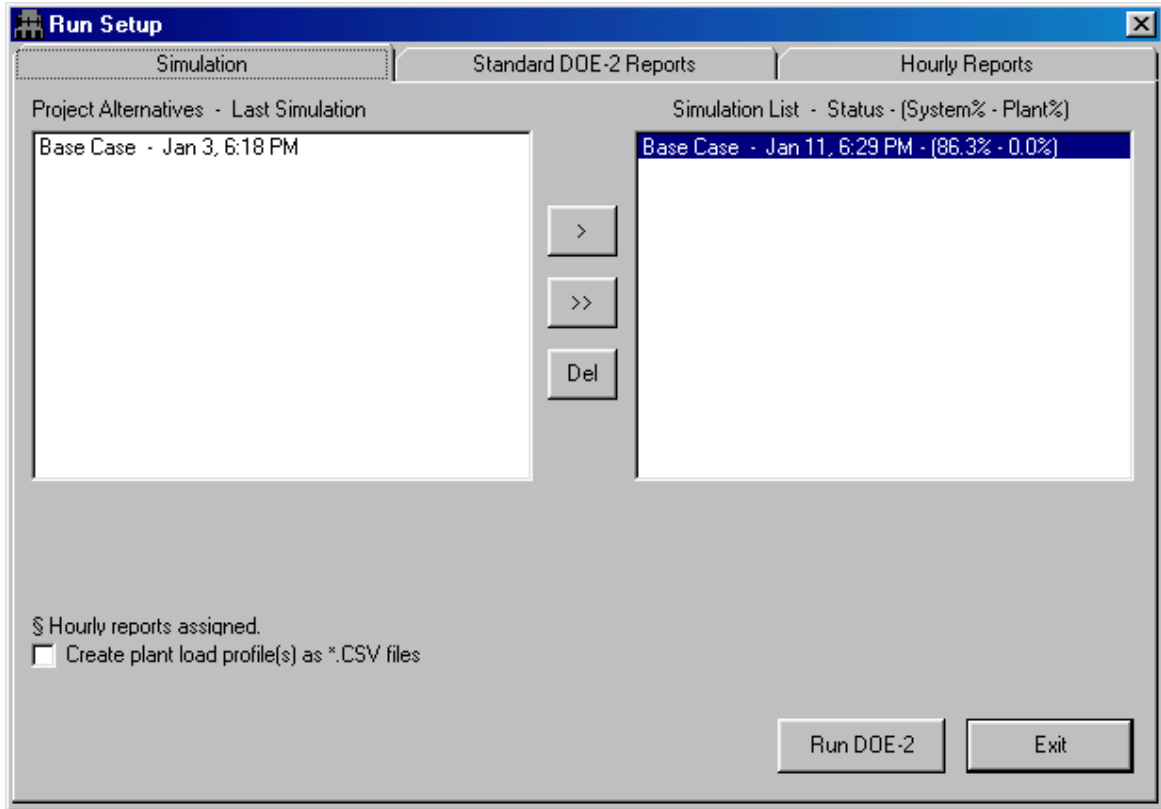 Run Setup
Simulation
Standard DOE-2 Reports
Hourly Reports
Project Alternatives - Last Simulation
Simulation List - Status - (System% - Plant%)
Base Case - Jan 3, 6:18 PM
Base Case - Jan 11, 6:29 PM - (86.3% - 0.0%)
>
>>
Del
§ Hourly reports assigned.
Create plant load profile(s) as *.CSV files
Run DOE-2
Exit